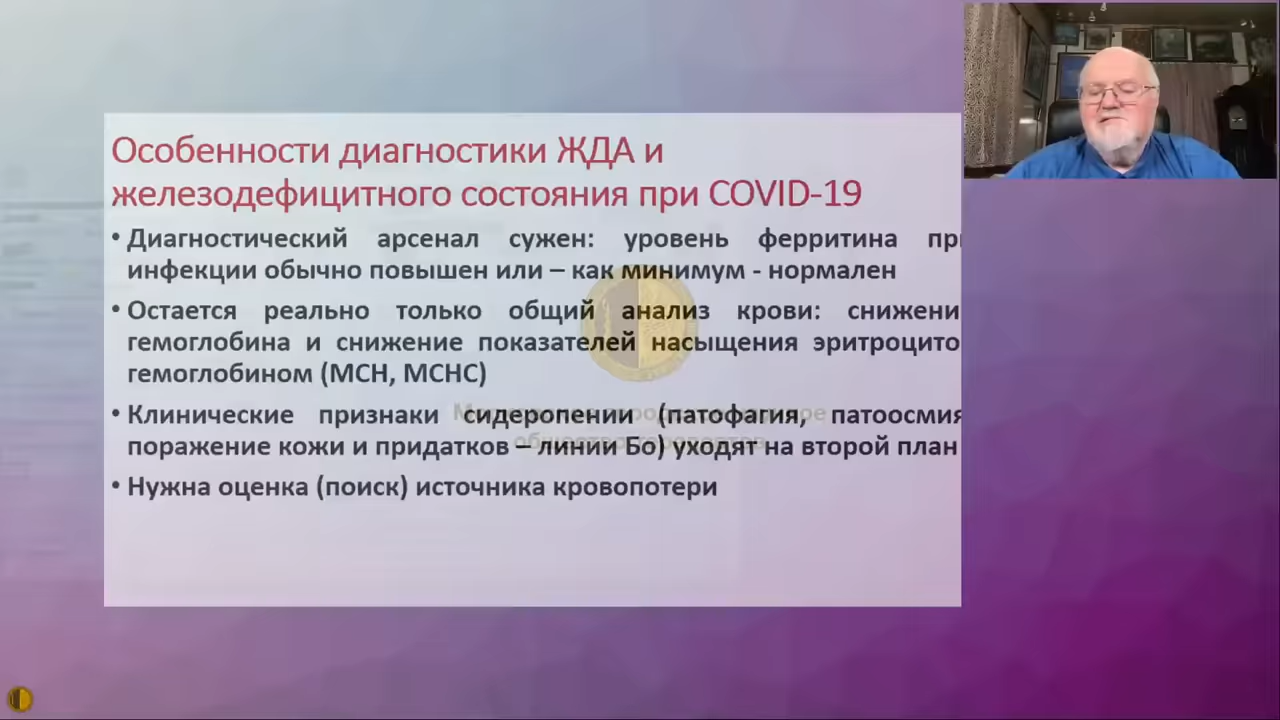 Особенности диагностики ЖДА и
железодефицитного состояния при COVID-19
• Диагностический арсенал сужен: уровень ферритина пр
инфекции обычно повышен или – как минимум - нормален
• Остается реально только общий анализ крови: снижени
гемоглобина и снижение показателей насыщения эритроцито
гемоглобином (МСН, МСНС)
• Клинические признаки сидеропении (патофагия, патоосмия
поражение кожи и придатков – линии Бо) уходят на второй план
• Нужна оценка (поиск) источника кровопотери